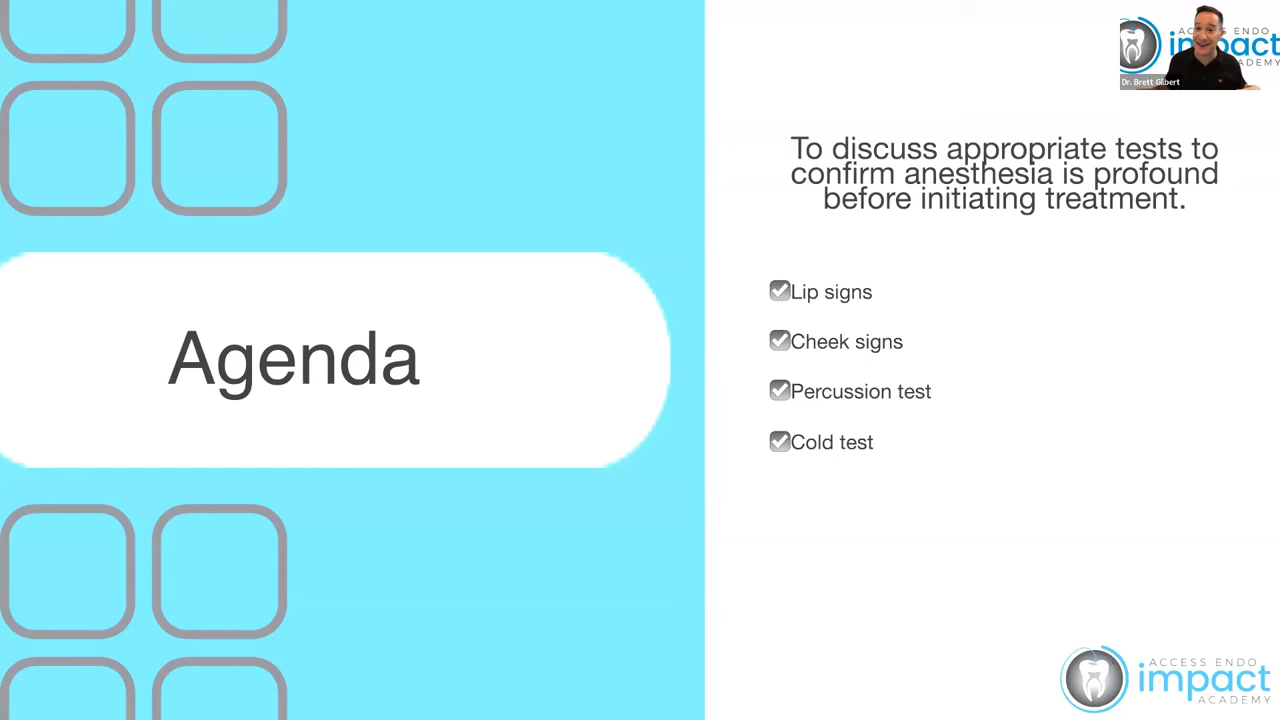 ACCESS ENDO
impact
ACADEMY
Dr. Brett Gilbert
To discuss appropriate tests to
confirm anesthesia is profound
before initiating treatment.
Agenda
Lip signs
Cheek signs
Percussion test
Cold test
ACCESS ENDO
impact
ACADEMY